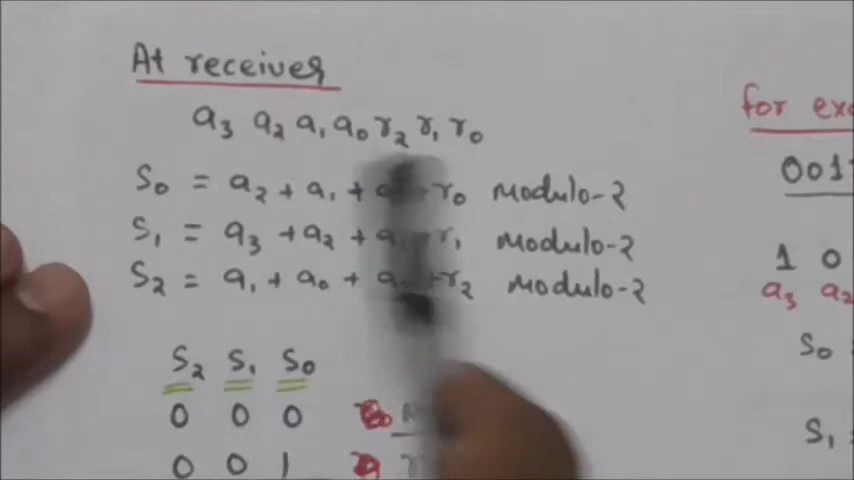 At receiver
a₃ a₂ a₁ a₀ r₂ r₁ r₀
S₀ = a₂ + a₁ + r₀ modulo-2
S₁ = a₃ + a₂ + r₁ modulo-2
S₂ = a₁ + a₀ + r₂ modulo-2
S₂ S₁ S₀
0 0 0
0 0 1
for
001
1 0
a₃ a₂
S₀
S₁ =